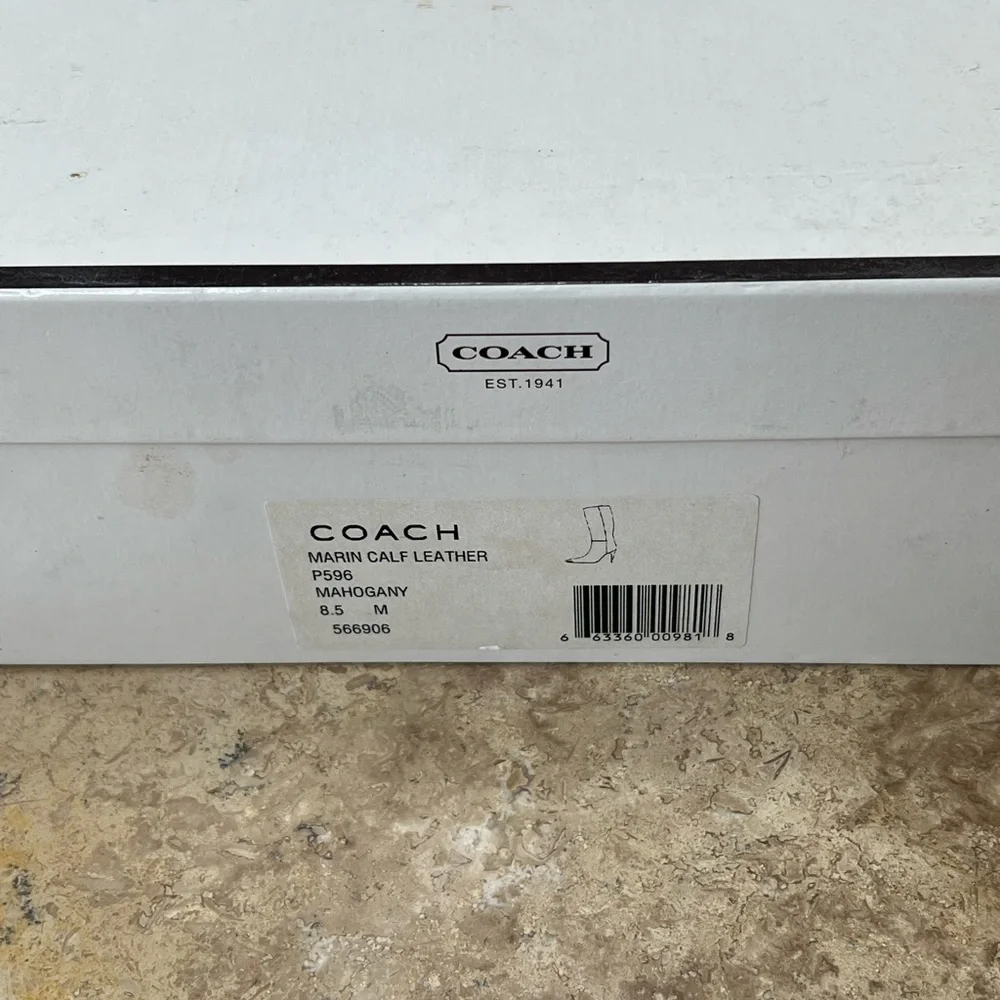 COACH
EST.1941
COACH
MARIN CALF LEATHER
P596
MAHOGANY
8.5 M
566906
6 63360 00981 8